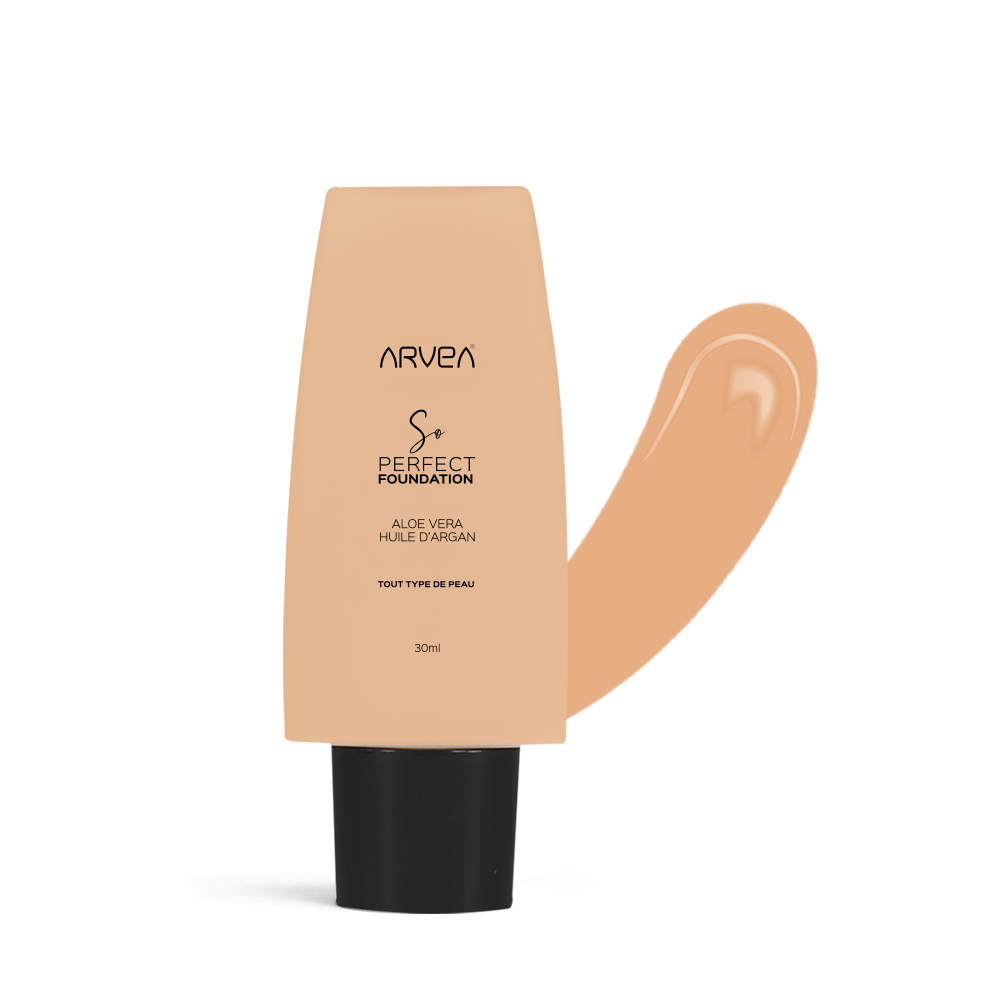 ARVEA®
So
PERFECT
FOUNDATION
ALOE VERA
HUILE D'ARGAN
TOUT TYPE DE PEAU
30ml